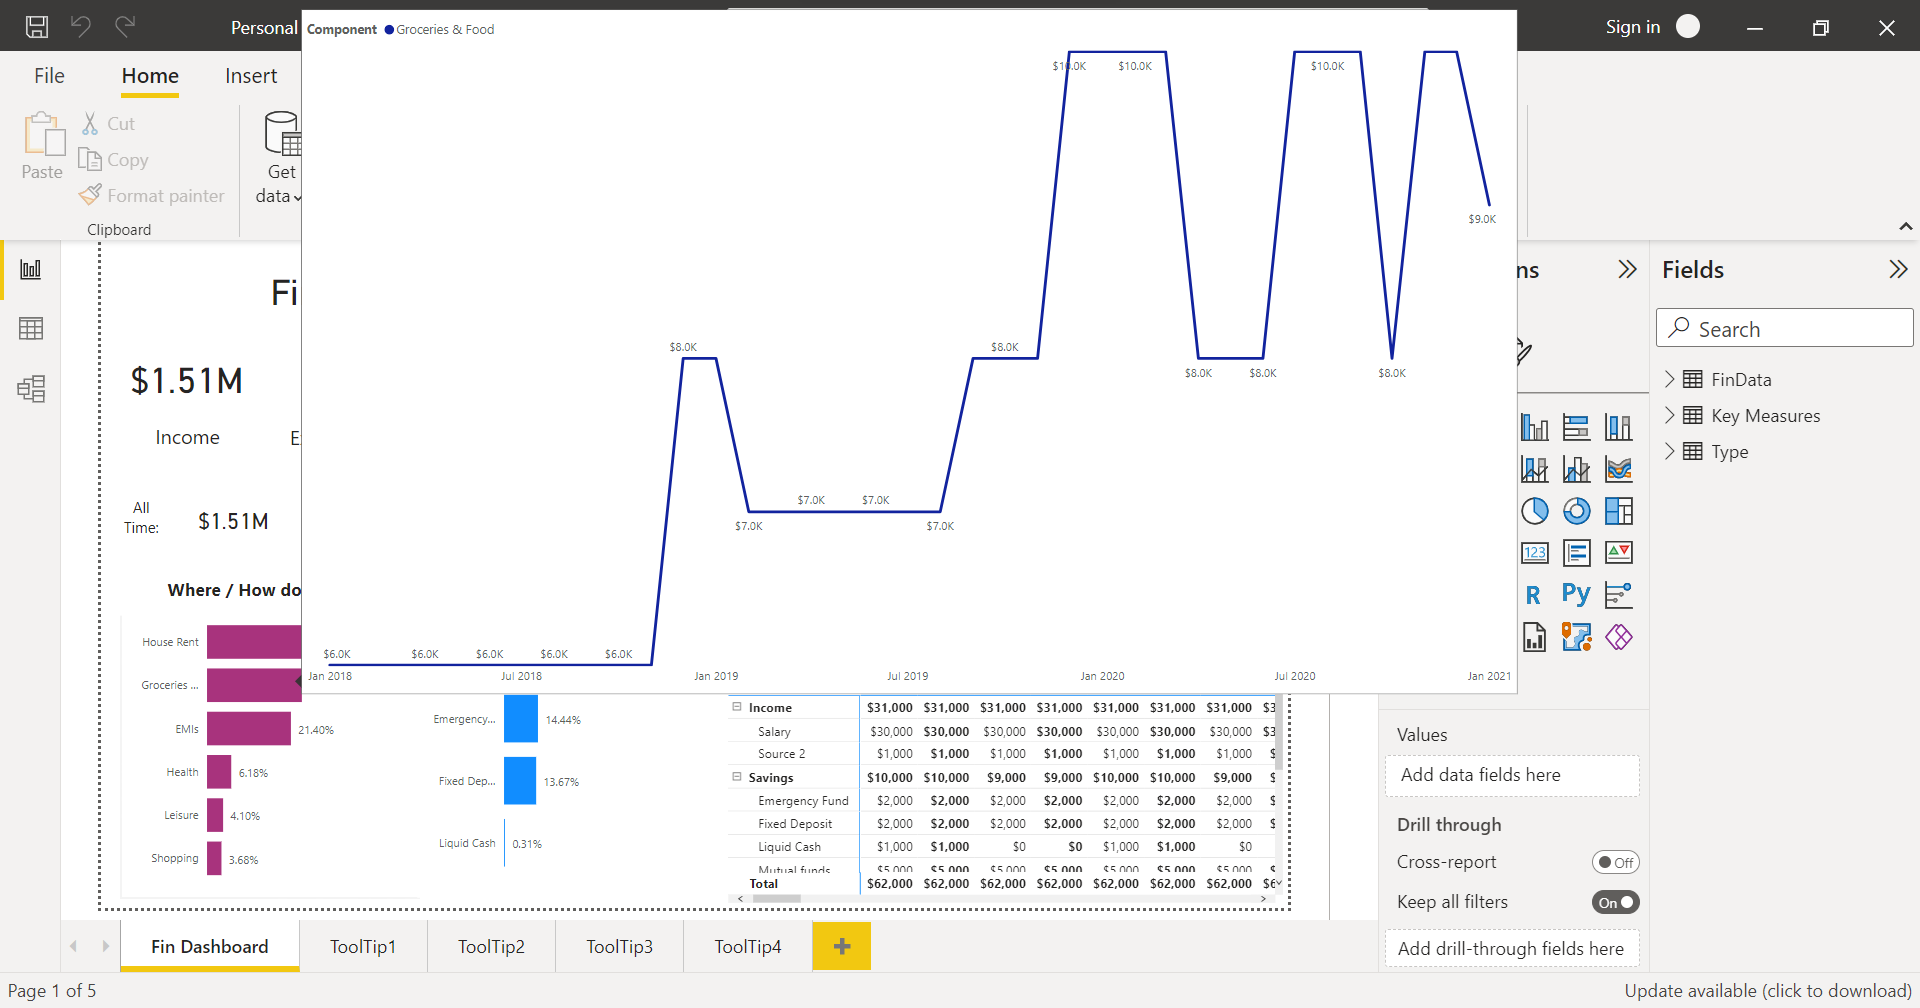 Personal
Sign in
File
Home
Insert
Paste
Cut
Copy
Format painter
Clipboard
Get
data
Component Groceries & Food
$10.0K $10.0K $10.0K
$9.0K
$8.0K $8.0K $8.0K $8.0K $8.0K
$7.0K $7.0K
$7.0K $7.0K
$6.0K $6.0K $6.0K $6.0K $6.0K
Jan 2018 Jul 2018 Jan 2019 Jul 2019 Jan 2020 Jul 2020 Jan 2021
Fi
$1.51M
Income E
All
Time:
$1.51M
Where / How do
House Rent
Groceries ...
EMIs 21.40%
Health 6.18%
Leisure 4.10%
Shopping 3.68%
Emergency... 14.44%
Fixed Dep... 13.67%
Liquid Cash 0.31%
Income $31,000 $31,000 $31,000 $31,000 $31,000 $31,000 $31,000 $3
Salary $30,000 $30,000 $30,000 $30,000 $30,000 $30,000 $30,000 $3
Source 2 $1,000 $1,000 $1,000 $1,000 $1,000 $1,000 $1,000 $
Savings $10,000 $10,000 $9,000 $9,000 $10,000 $10,000 $9,000 $
Emergency Fund $2,000 $2,000 $2,000 $2,000 $2,000 $2,000 $2,000 $
Fixed Deposit $2,000 $2,000 $2,000 $2,000 $2,000 $2,000 $2,000 $
Liquid Cash $1,000 $1,000 $0 $0 $1,000 $1,000 $0
Mutual funds $5,000 $5,000 $5,000 $5,000 $5,000 $5,000 $5,000 $
Total $62,000 $62,000 $62,000 $62,000 $62,000 $62,000 $62,000 $6
ns
123
R Py
Values
Add data fields here
Drill through
Cross-report Off
Keep all filters On
Add drill-through fields here
Fields
Search
FinData
Key Measures
Type
Fin Dashboard ToolTip1 ToolTip2 ToolTip3 ToolTip4
Page 1 of 5
Update available (click to download)